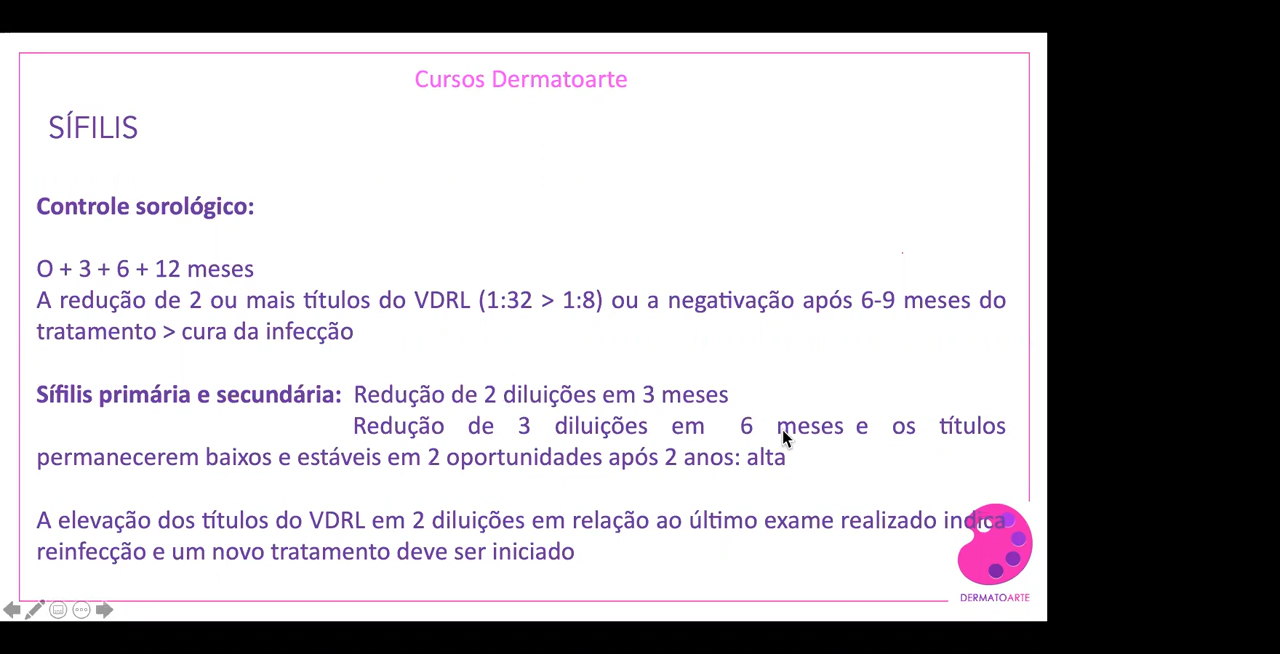 Cursos Dermatoarte
SÍFILIS
Controle sorológico:
O + 3 + 6 + 12 meses
A redução de 2 ou mais títulos do VDRL (1:32 > 1:8) ou a negativação após 6-9 meses do
tratamento > cura da infecção
Sífilis primária e secundária: Redução de 2 diluições em 3 meses
Redução de 3 diluições em 6 meses e os títulos
permanecerem baixos e estáveis em 2 oportunidades após 2 anos: alta
A elevação dos títulos do VDRL em 2 diluições em relação ao último exame realizado indica
reinfecção e um novo tratamento deve ser iniciado
DERMATOARTE